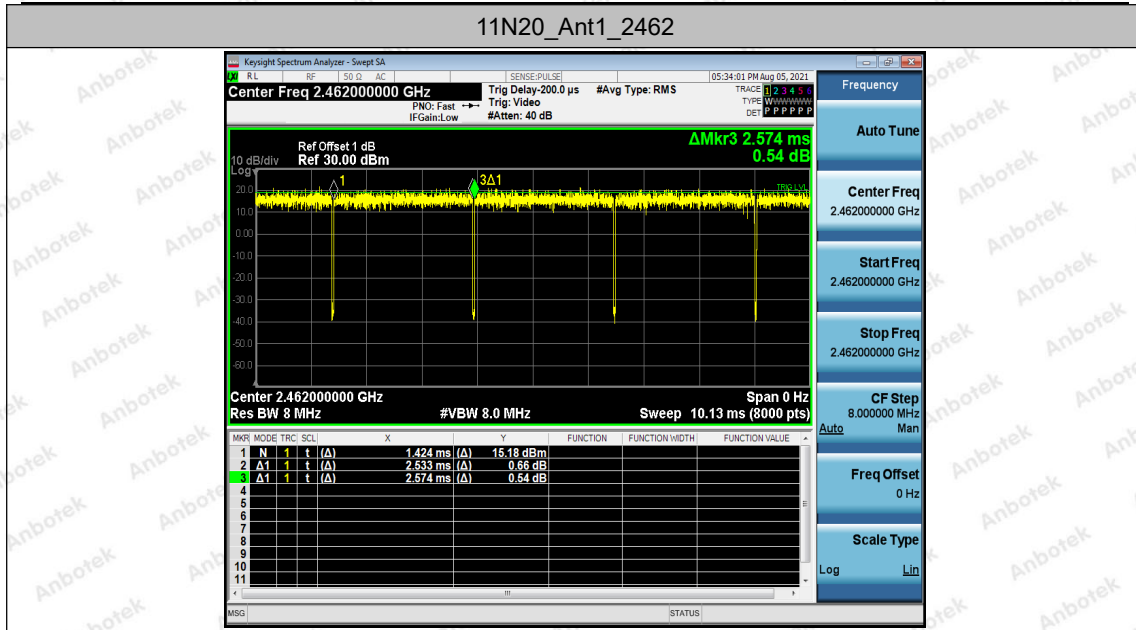 11N20_Ant1_2462
Keysight Spectrum Analyzer - Swept SA
RL RF 50 Ω AC SENSE:PULSE 05:34:01 PM Aug 05, 2021
Center Freq 2.462000000 GHz
PNO: Fast
IFGain:Low
Trig Delay-200.0 µs
Trig: Video
#Atten: 40 dB
#Avg Type: RMS
TRACE 1 2 3 4 5 6
TYPE WWWWWW
DET P P P P P P
ΔMkr3 2.574 ms
0.54 dB
Ref Offset 1 dB
10 dB/div Ref 30.00 dBm
Log
1
3Δ1
TRIG LVL
20.0
10.0
0.00
-10.0
-20.0
-30.0
-40.0
-50.0
-60.0
Center 2.462000000 GHz Span 0 Hz
Res BW 8 MHz #VBW 8.0 MHz Sweep 10.13 ms (8000 pts)
MKR MODE TRC SCL X Y FUNCTION FUNCTION WIDTH FUNCTION VALUE
1 N 1 t (Δ) 1.424 ms (Δ) 15.18 dBm
2 Δ1 1 t (Δ) 2.533 ms (Δ) 0.66 dB
3 Δ1 1 t (Δ) 2.574 ms (Δ) 0.54 dB
4
5
6
7
8
9
10
11
MSG STATUS
Frequency
Auto Tune
Center Freq
2.462000000 GHz
Start Freq
2.462000000 GHz
Stop Freq
2.462000000 GHz
CF Step
8.000000 MHz
Auto Man
Freq Offset
0 Hz
Scale Type
Log Lin
Anbotek